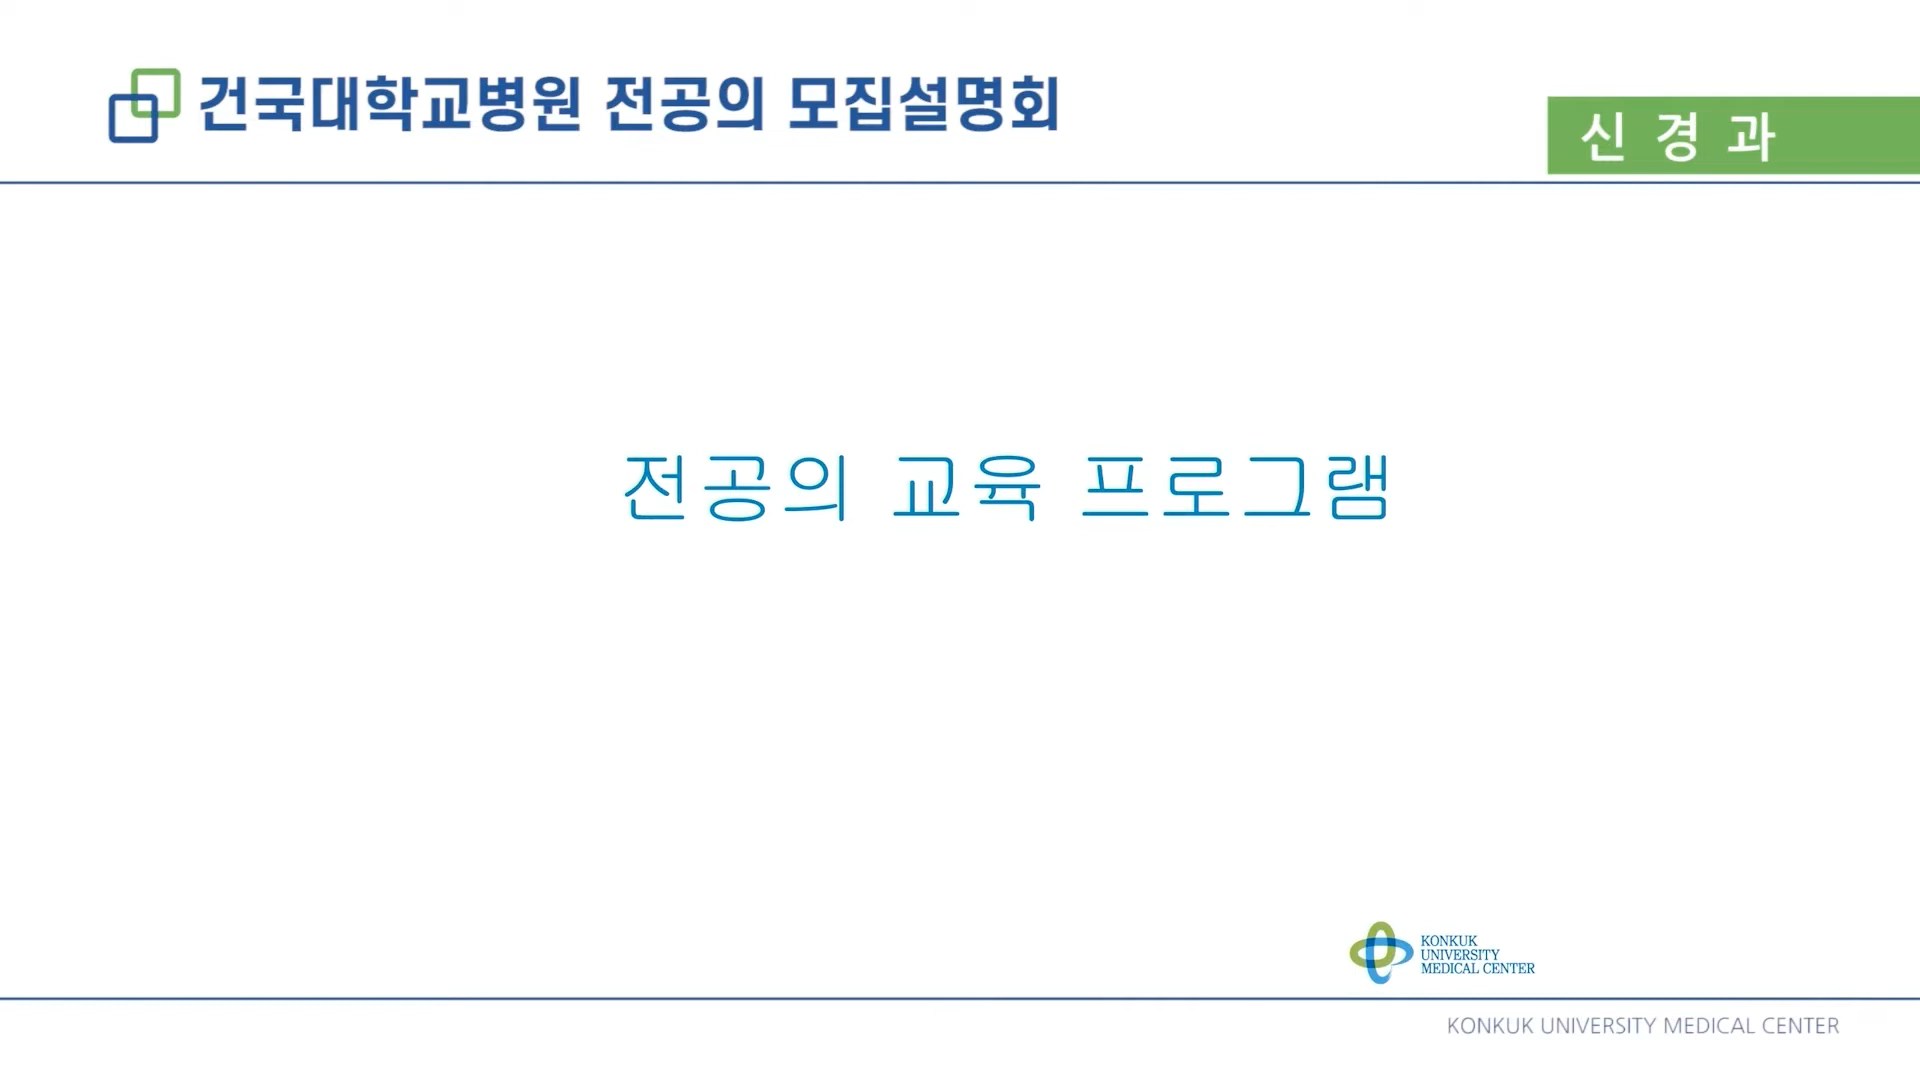 건국대학교병원 전공의 모집설명회
신 경 과
전공의 교육 프로그램
KONKUK
UNIVERSITY
MEDICAL CENTER
KONKUK UNIVERSITY MEDICAL CENTER